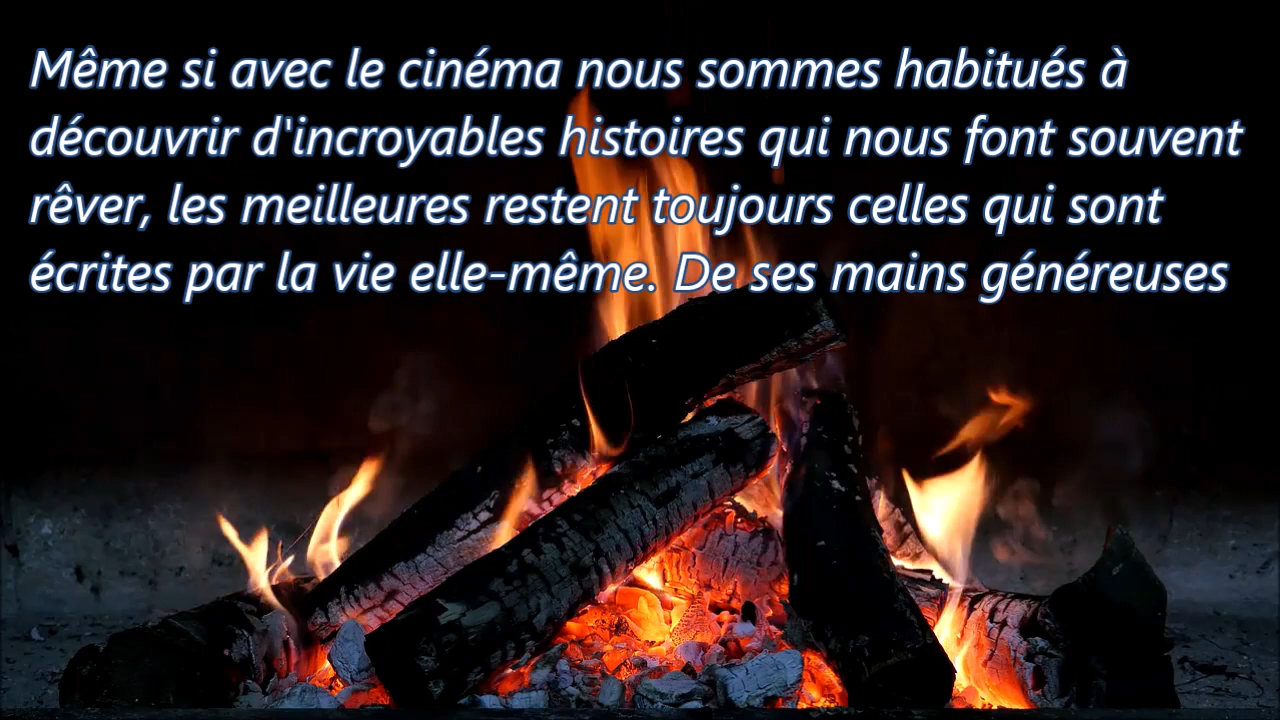 Même si avec le cinéma nous sommes habitués à
découvrir d'incroyables histoires qui nous font souvent
rêver, les meilleures restent toujours celles qui sont
écrites par la vie elle-même. De ses mains généreuses